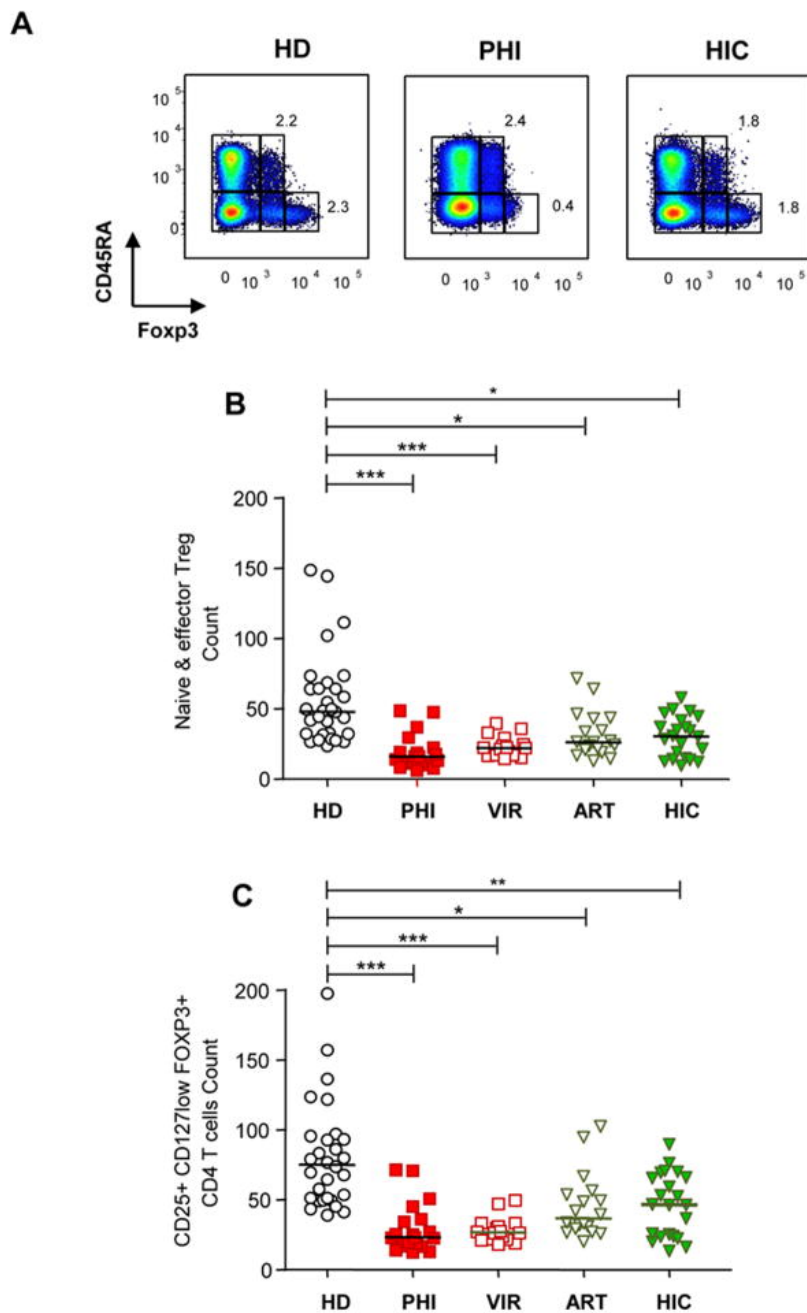 A
HD PHI HIC
10^5
10^4
10^3
0
2.2
2.3
2.4
0.4
1.8
1.8
0 10^3 10^4 10^5
0 10^3 10^4 10^5
0 10^3 10^4 10^5
CD45RA
Foxp3
B
*
*
***
***
200
150
100
50
0
Naive & effector Treg
Count
HD PHI VIR ART HIC
C
**
*
***
***
200
150
100
50
0
CD25+ CD127low FOXP3+
CD4 T cells Count
HD PHI VIR ART HIC